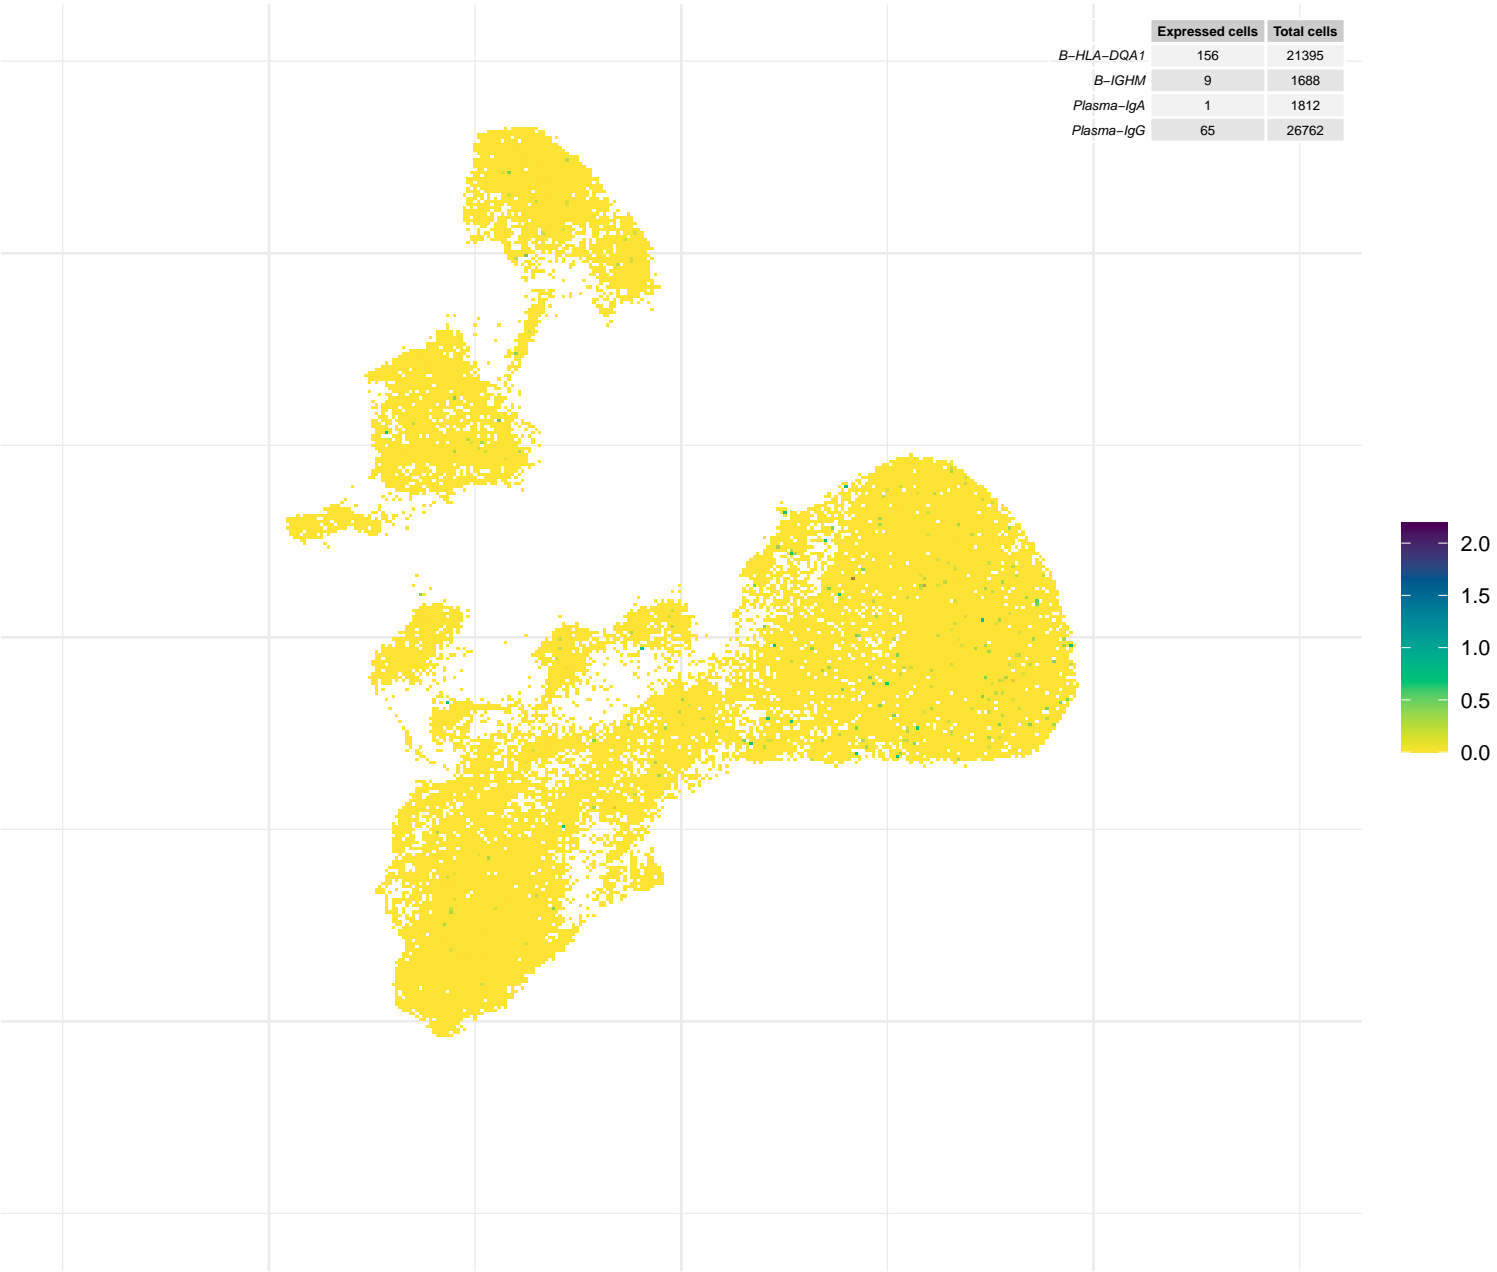 Expressed cells Total cells
B−HLA−DQA1 156 21395
B−IGHM 9 1688
Plasma−IgA 1 1812
Plasma−IgG 65 26762
2.0
1.5
1.0
0.5
0.0